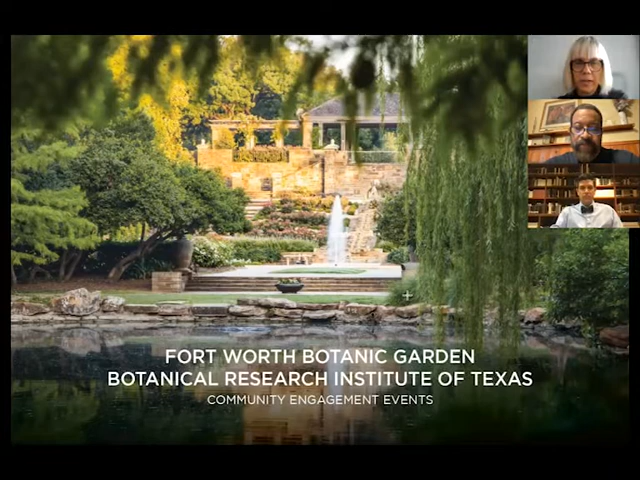 FORT WORTH BOTANIC GARDEN
BOTANICAL RESEARCH INSTITUTE OF TEXAS
COMMUNITY ENGAGEMENT EVENTS